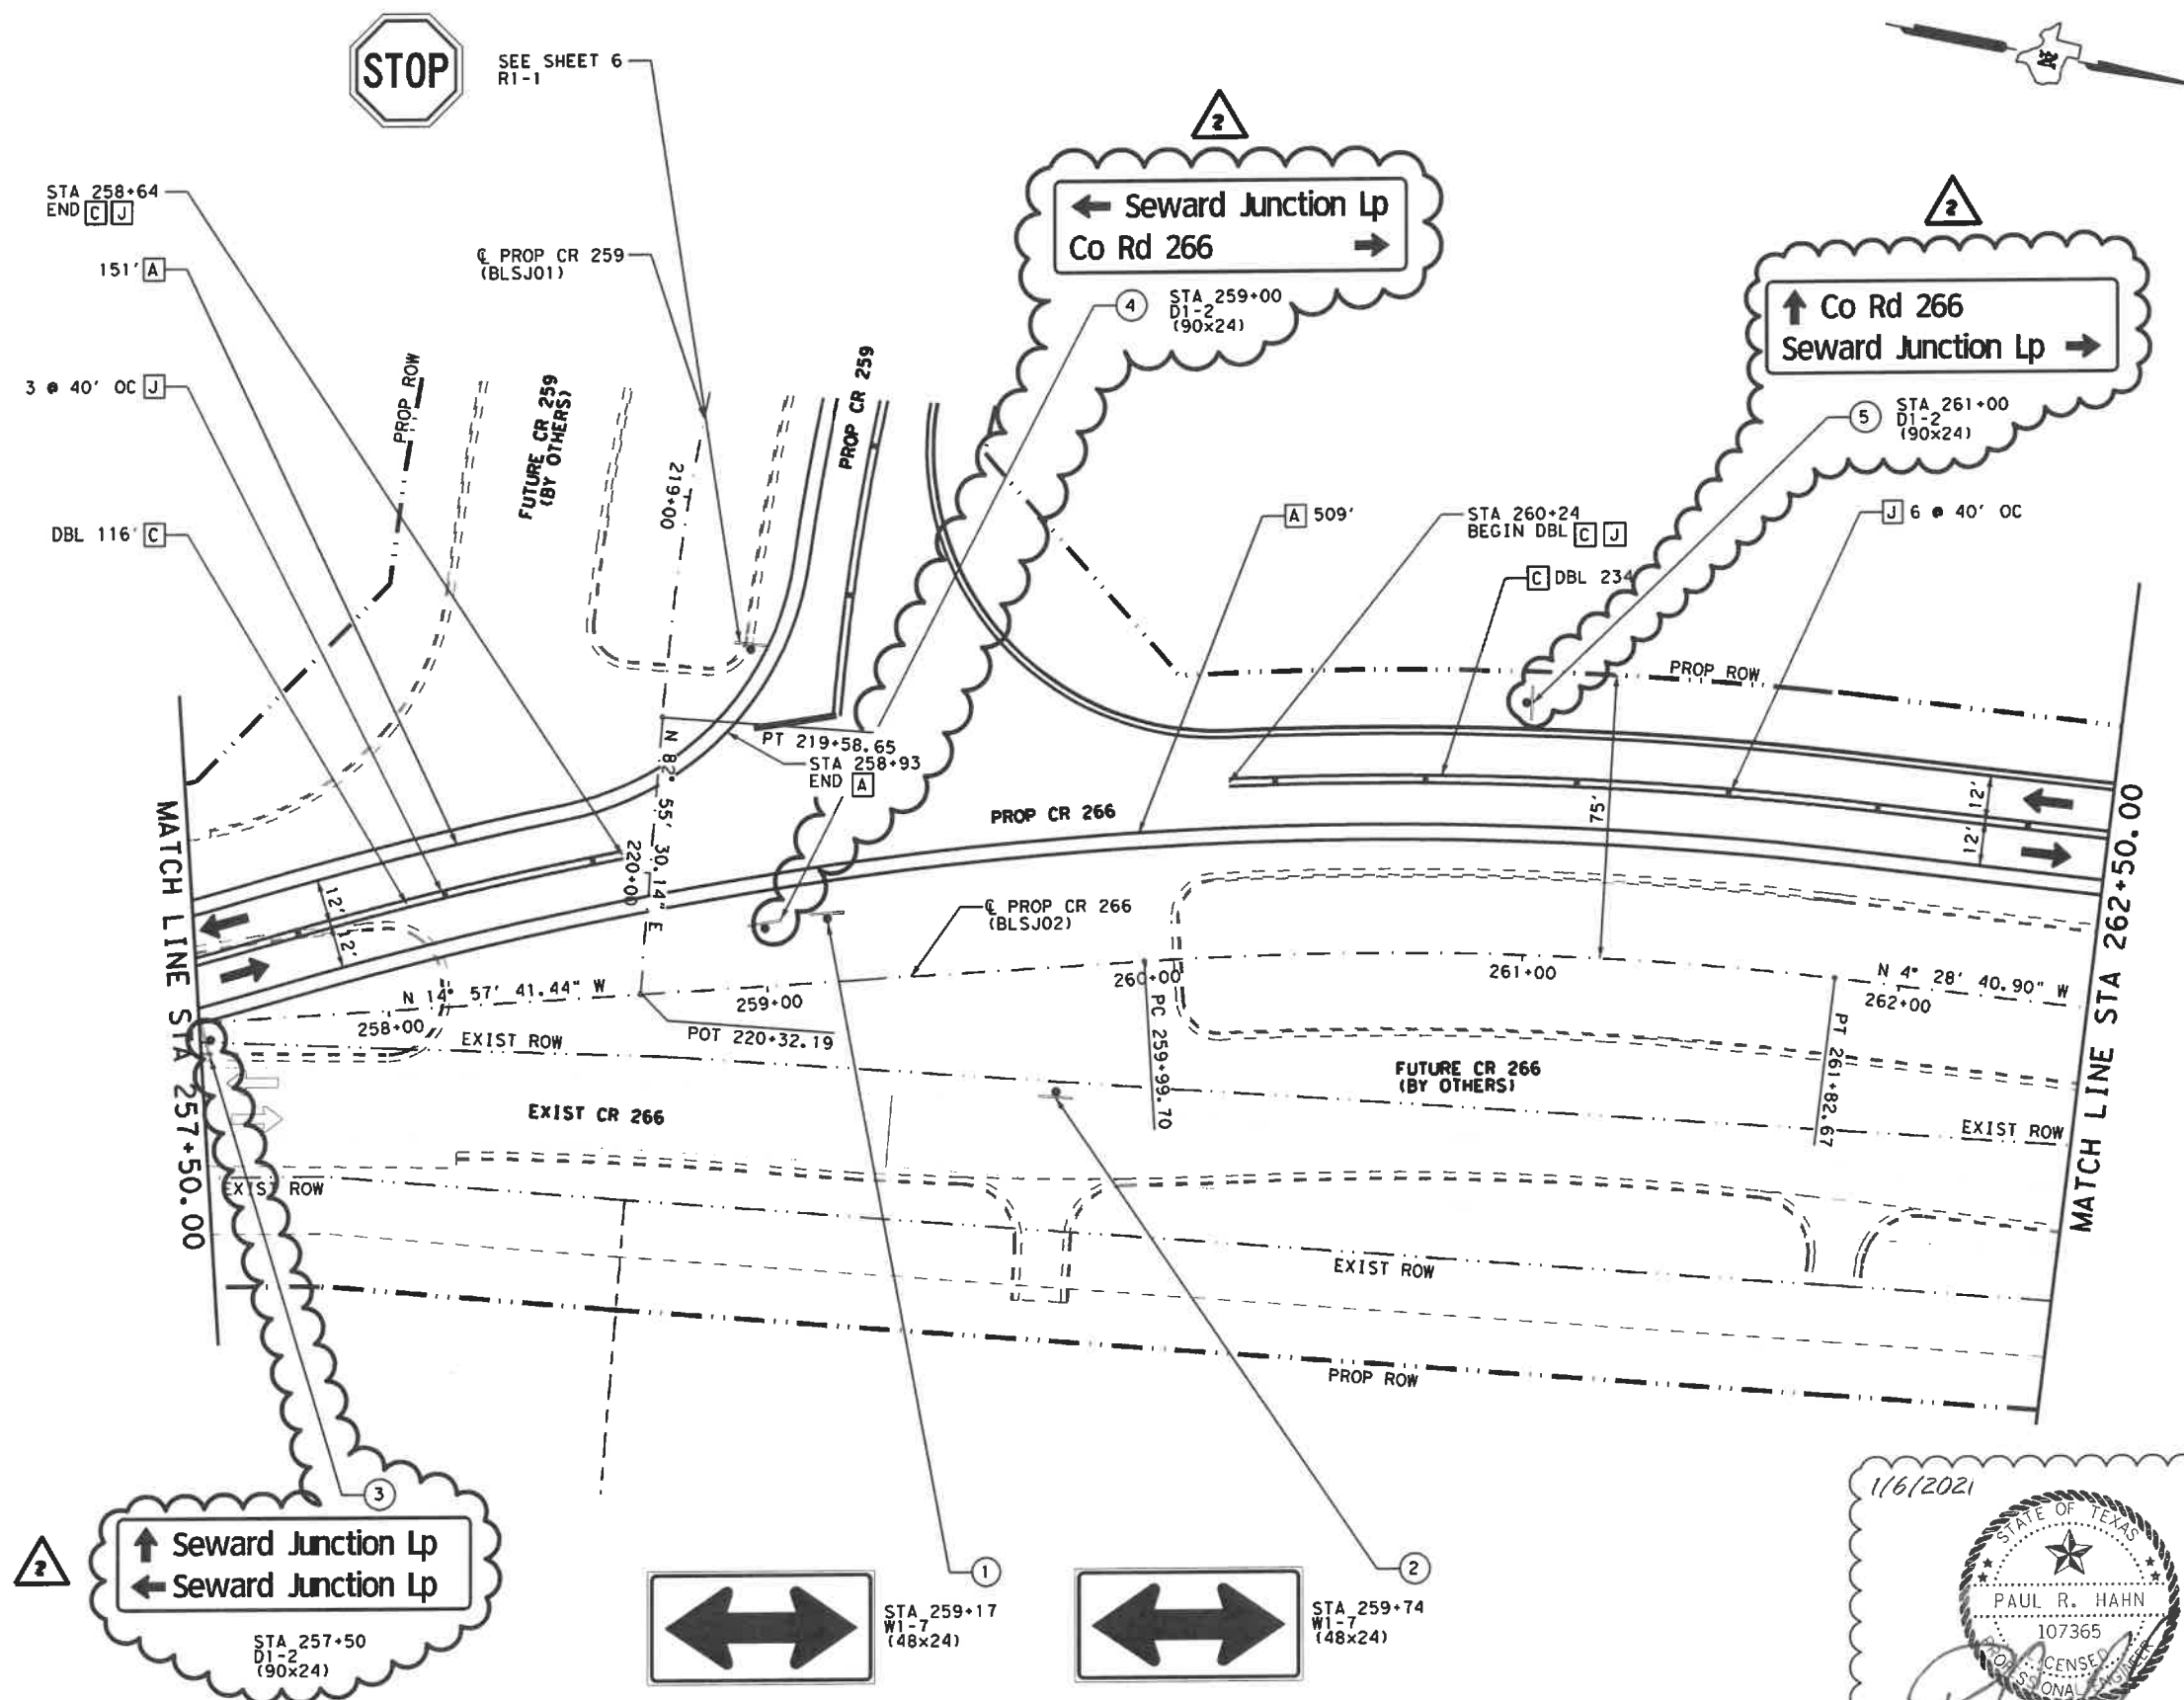 STOP
SEE SHEET 6
R1-1
N
2
← Seward Junction Lp
Co Rd 266 →
4
STA 259+00
D1-2
(90x24)
2
↑ Co Rd 266
Seward Junction Lp →
5
STA 261+00
D1-2
(90x24)
STA 258+64
END C J
151' A
3 @ 40' OC J
DBL 116' C
℄ PROP CR 259
(BLSJ01)
PROP ROW
FUTURE CR 259
(BY OTHERS)
219+00
PROP CR 259
A 509'
STA 260+24
BEGIN DBL C J
C DBL 234
J 6 @ 40' OC
PROP ROW
PT 219+58.65
STA 258+93
END A
N 82° 55' 30.14" E
220+00
PROP CR 266
75'
12'
12'
12'
12'
MATCH LINE STA 257+50.00
MATCH LINE STA 262+50.00
℄ PROP CR 266
(BLSJ02)
N 14° 57' 41.44" W
258+00
259+00
260+00
261+00
262+00
N 4° 28' 40.90" W
POT 220+32.19
PC 259+99.70
PT 261+82.67
EXIST ROW
FUTURE CR 266
(BY OTHERS)
EXIST CR 266
EXIST ROW
EXIST ROW
EXIST ROW
PROP ROW
3
2
↑ Seward Junction Lp
← Seward Junction Lp
STA 257+50
D1-2
(90x24)
1
STA 259+17
W1-7
(48x24)
2
STA 259+74
W1-7
(48x24)
1/6/2021
STATE OF TEXAS
PAUL R. HAHN
107365